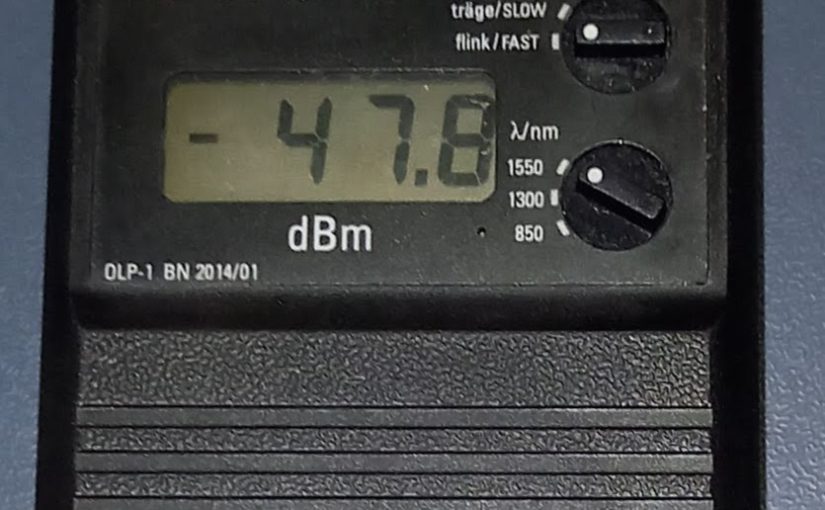 träge/SLOW
flink/FAST
- 47.8
λ/nm
1550
1300
850
dBm
OLP-1 BN 2014/01